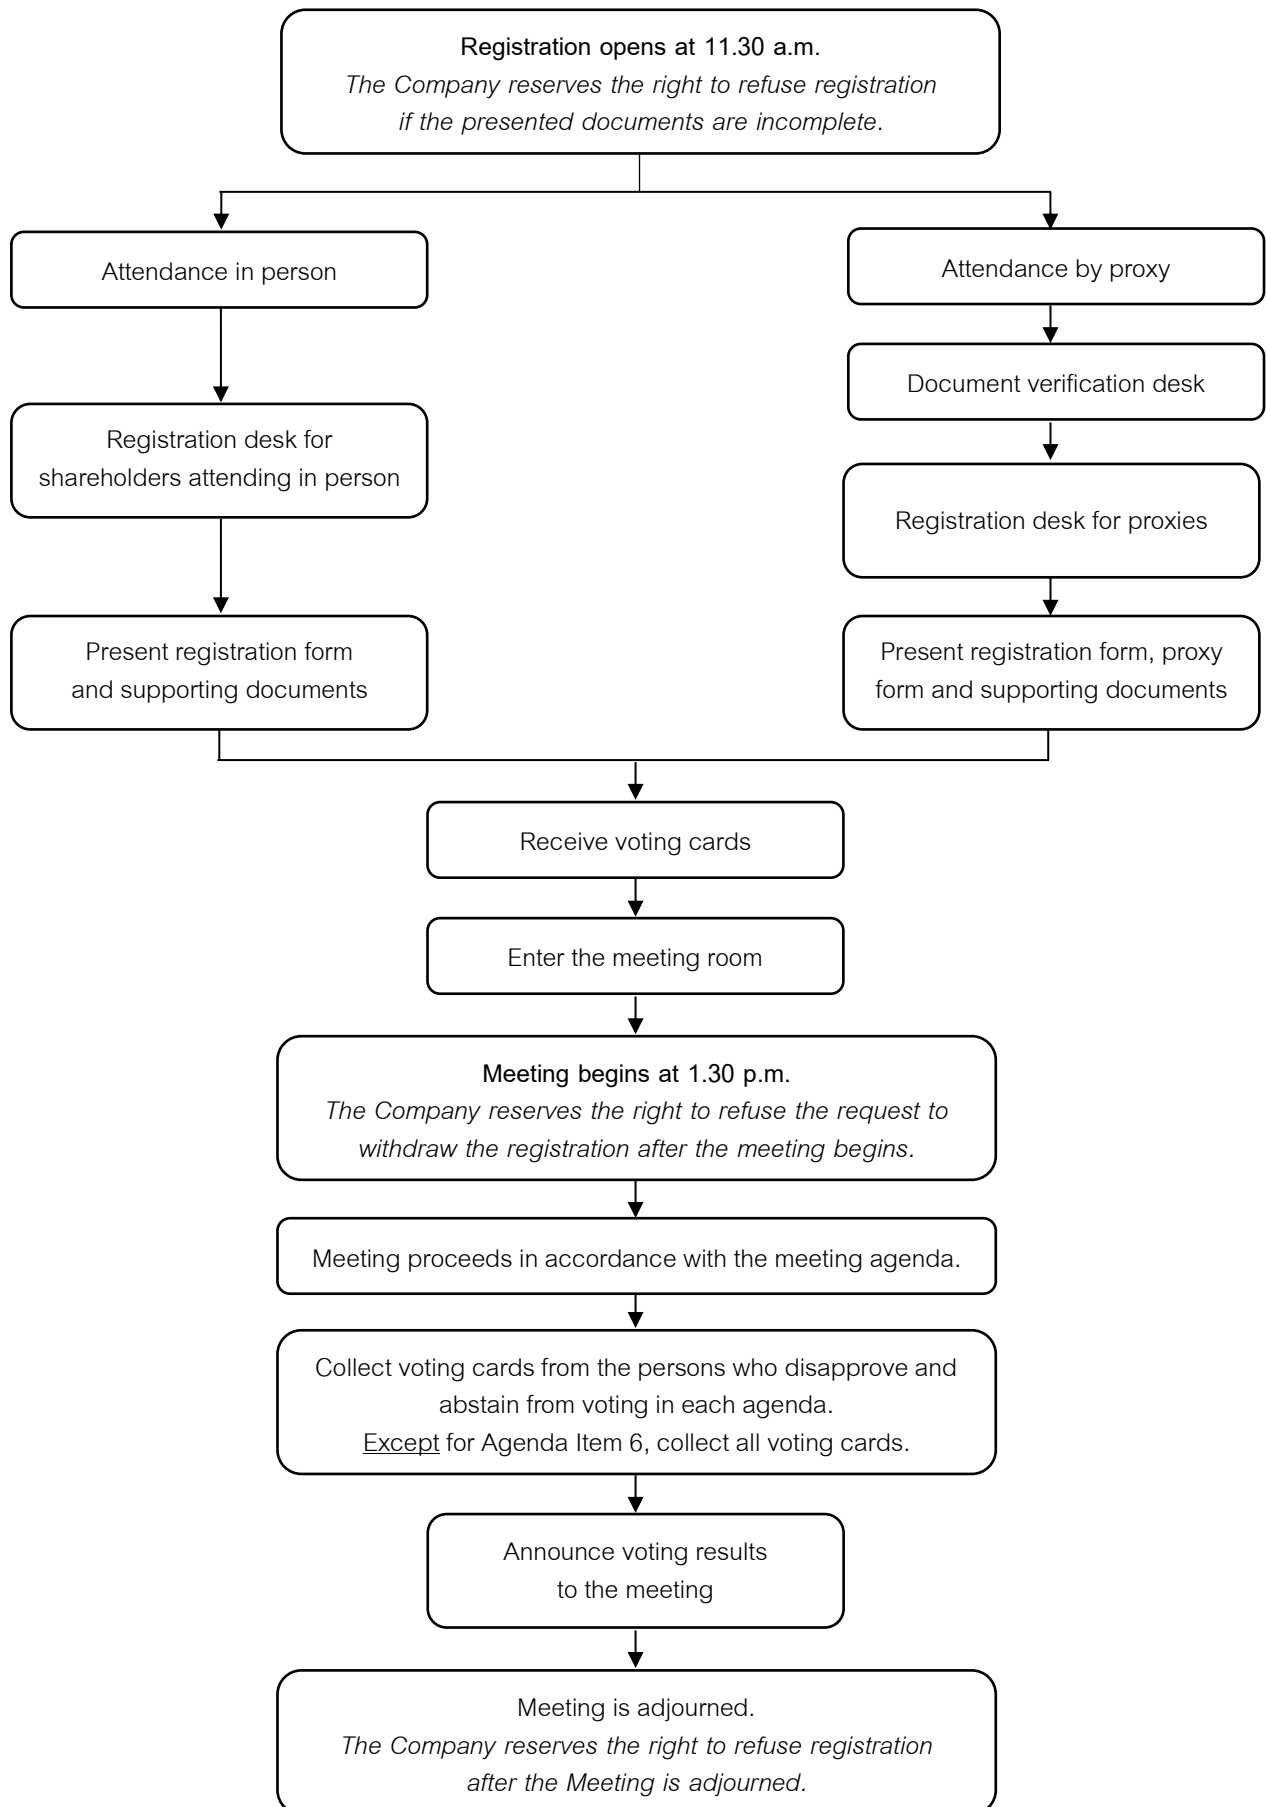 Registration opens at 11.30 a.m.
The Company reserves the right to refuse registration
if the presented documents are incomplete.
Attendance in person
Attendance by proxy
Document verification desk
Registration desk for
shareholders attending in person
Registration desk for proxies
Present registration form
and supporting documents
Present registration form, proxy
form and supporting documents
Receive voting cards
Enter the meeting room
Meeting begins at 1.30 p.m.
The Company reserves the right to refuse the request to
withdraw the registration after the meeting begins.
Meeting proceeds in accordance with the meeting agenda.
Collect voting cards from the persons who disapprove and
abstain from voting in each agenda.
Except for Agenda Item 6, collect all voting cards.
Announce voting results
to the meeting
Meeting is adjourned.
The Company reserves the right to refuse registration
after the Meeting is adjourned.